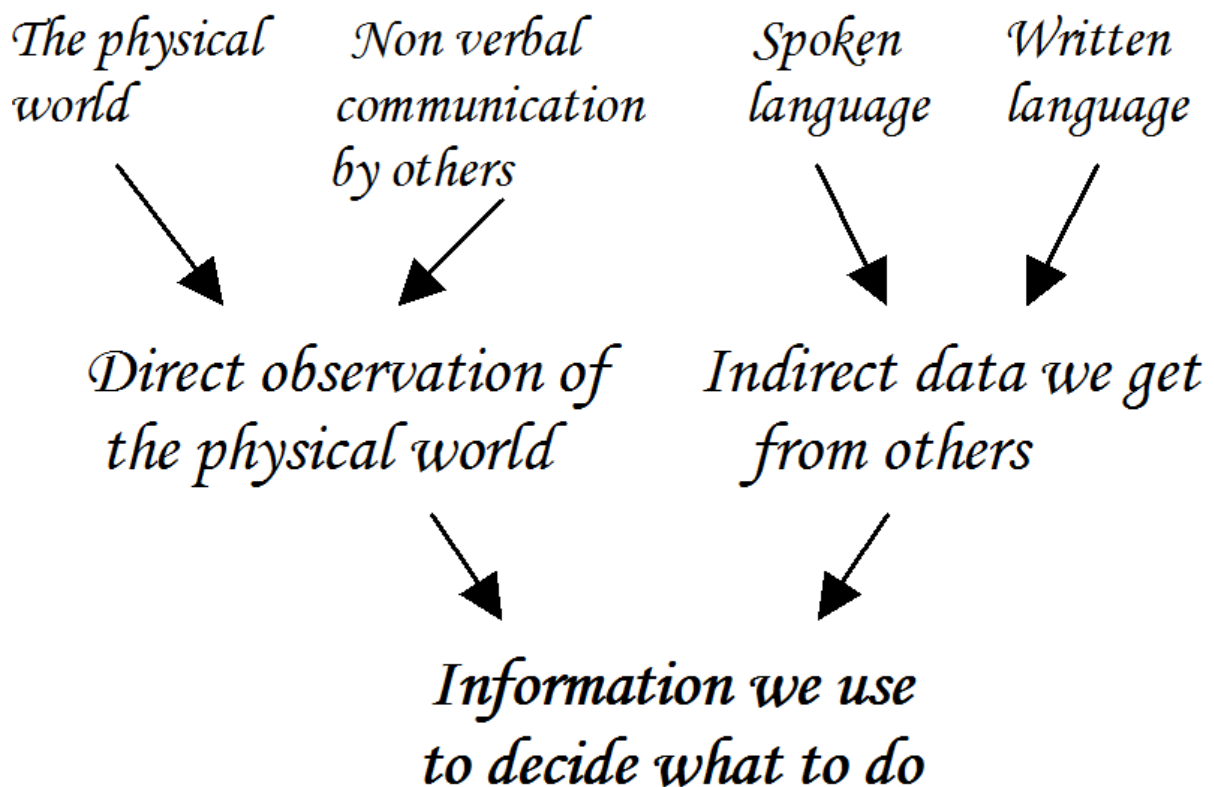 The physical
world
Non verbal
communication
by others
Spoken
language
Written
language
Direct observation of
the physical world
Indirect data we get
from others
Information we use
to decide what to do